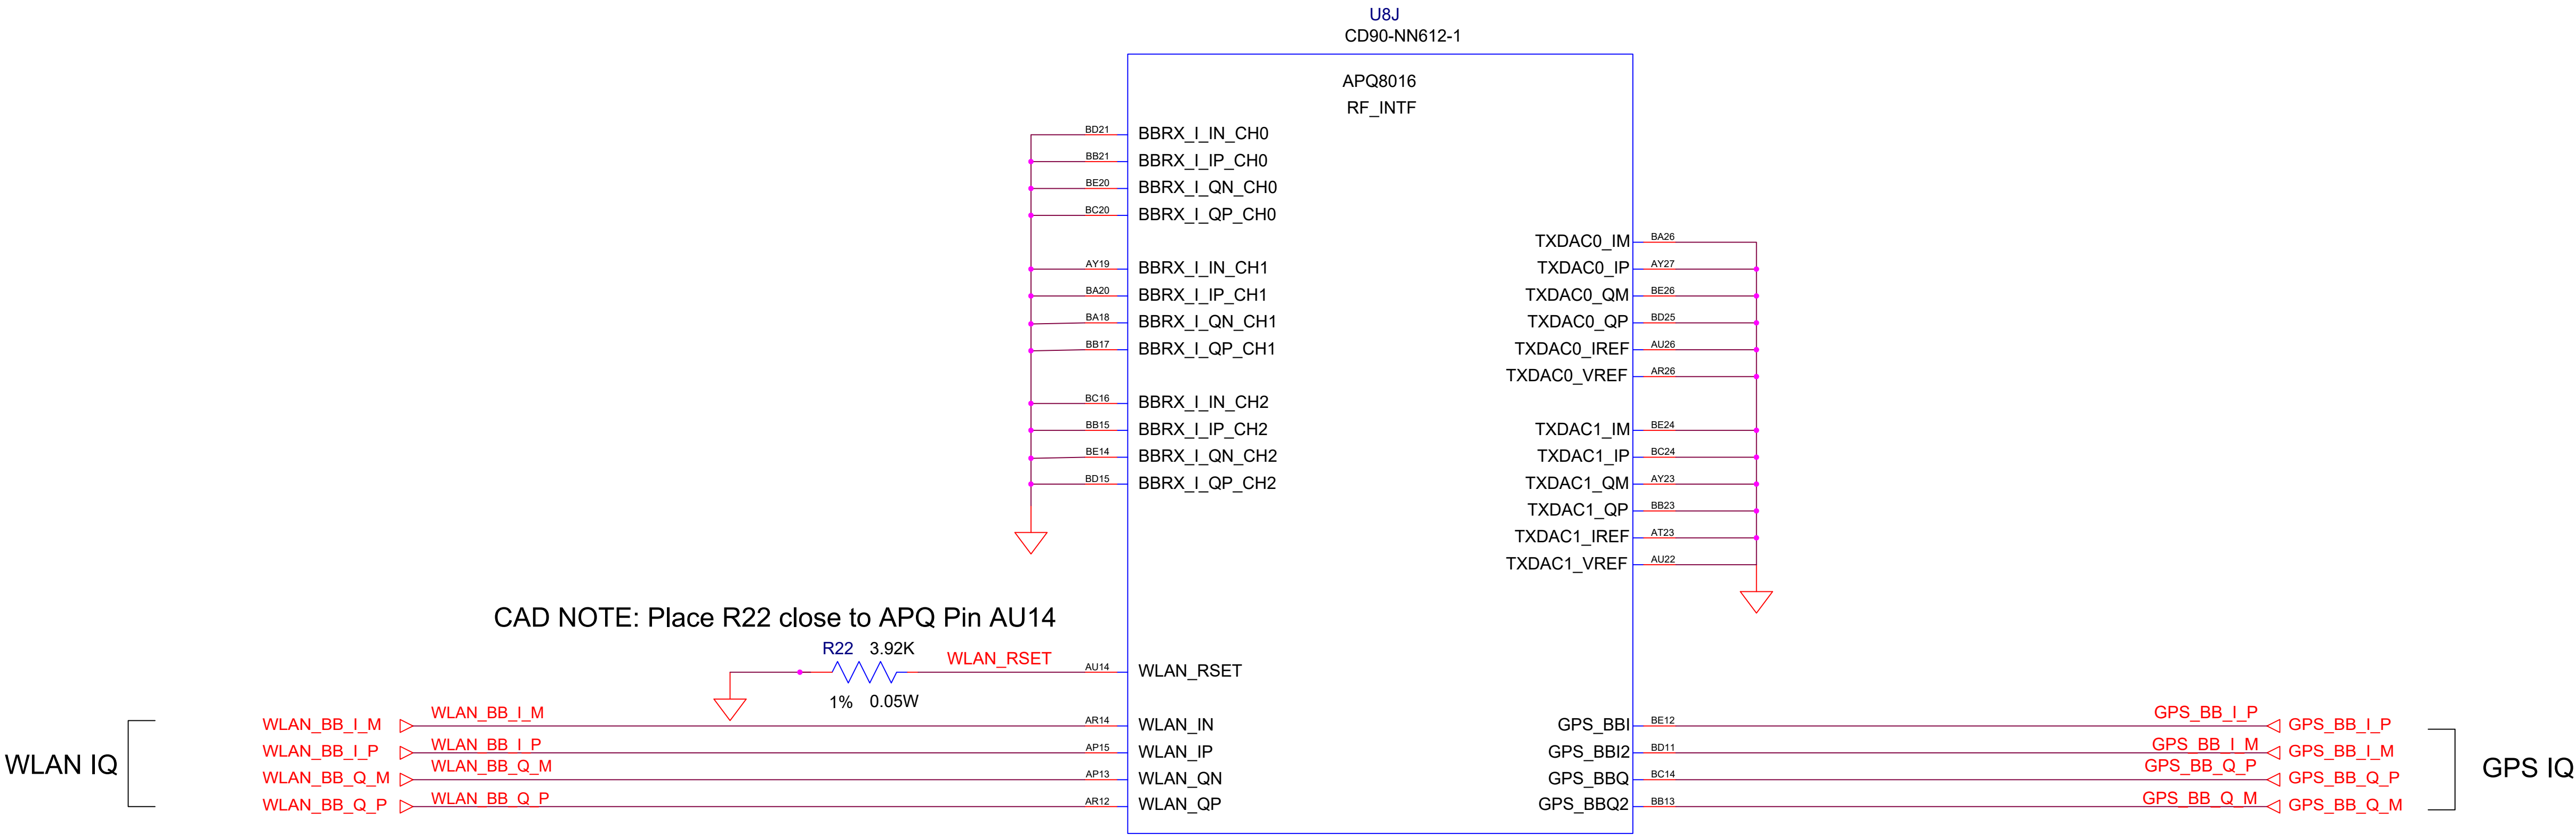 U8J
CD90-NN612-1
APQ8016
RF_INTF
BD21 BBRX_I_IN_CH0
BB21 BBRX_I_IP_CH0
BE20 BBRX_I_QN_CH0
BC20 BBRX_I_QP_CH0
TXDAC0_IM BA26
AY19 BBRX_I_IN_CH1 TXDAC0_IP AY27
BA20 BBRX_I_IP_CH1 TXDAC0_QM BE26
BA18 BBRX_I_QN_CH1 TXDAC0_QP BD25
BB17 BBRX_I_QP_CH1 TXDAC0_IREF AU26
TXDAC0_VREF AR26
BC16 BBRX_I_IN_CH2
BB15 BBRX_I_IP_CH2 TXDAC1_IM BE24
BE14 BBRX_I_QN_CH2 TXDAC1_IP BC24
BD15 BBRX_I_QP_CH2 TXDAC1_QM AY23
TXDAC1_QP BB23
TXDAC1_IREF AT23
TXDAC1_VREF AU22
CAD NOTE: Place R22 close to APQ Pin AU14
R22 3.92K
WLAN_RSET AU14 WLAN_RSET
1% 0.05W
WLAN_BB_I_M WLAN_BB_I_M AR14 WLAN_IN GPS_BBI BE12 GPS_BB_I_P GPS_BB_I_P
WLAN_BB_I_P WLAN_BB_I_P AP15 WLAN_IP GPS_BBI2 BD11 GPS_BB_I_M GPS_BB_I_M
WLAN IQ GPS IQ
WLAN_BB_Q_M WLAN_BB_Q_M AP13 WLAN_QN GPS_BBQ BC14 GPS_BB_Q_P GPS_BB_Q_P
WLAN_BB_Q_P WLAN_BB_Q_P AR12 WLAN_QP GPS_BBQ2 BB13 GPS_BB_Q_M GPS_BB_Q_M